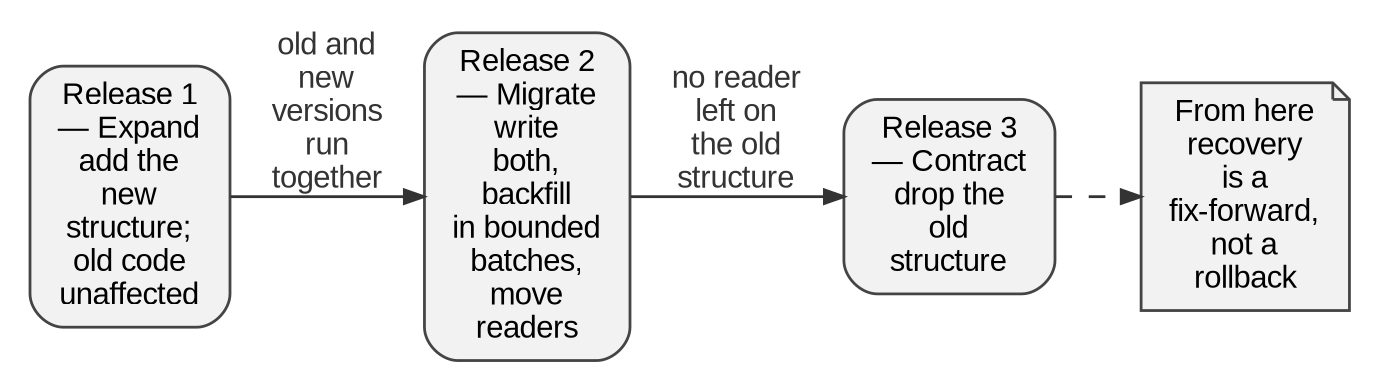 Release 1
— Expand
add the
new
structure;
old code
unaffected
old and
new
versions
run
together
Release 2
— Migrate
write
both,
backfill
in bounded
batches,
move
readers
no reader
left on
the old
structure
Release 3
— Contract
drop the
old
structure
From here
recovery
is a
fix-forward,
not a
rollback